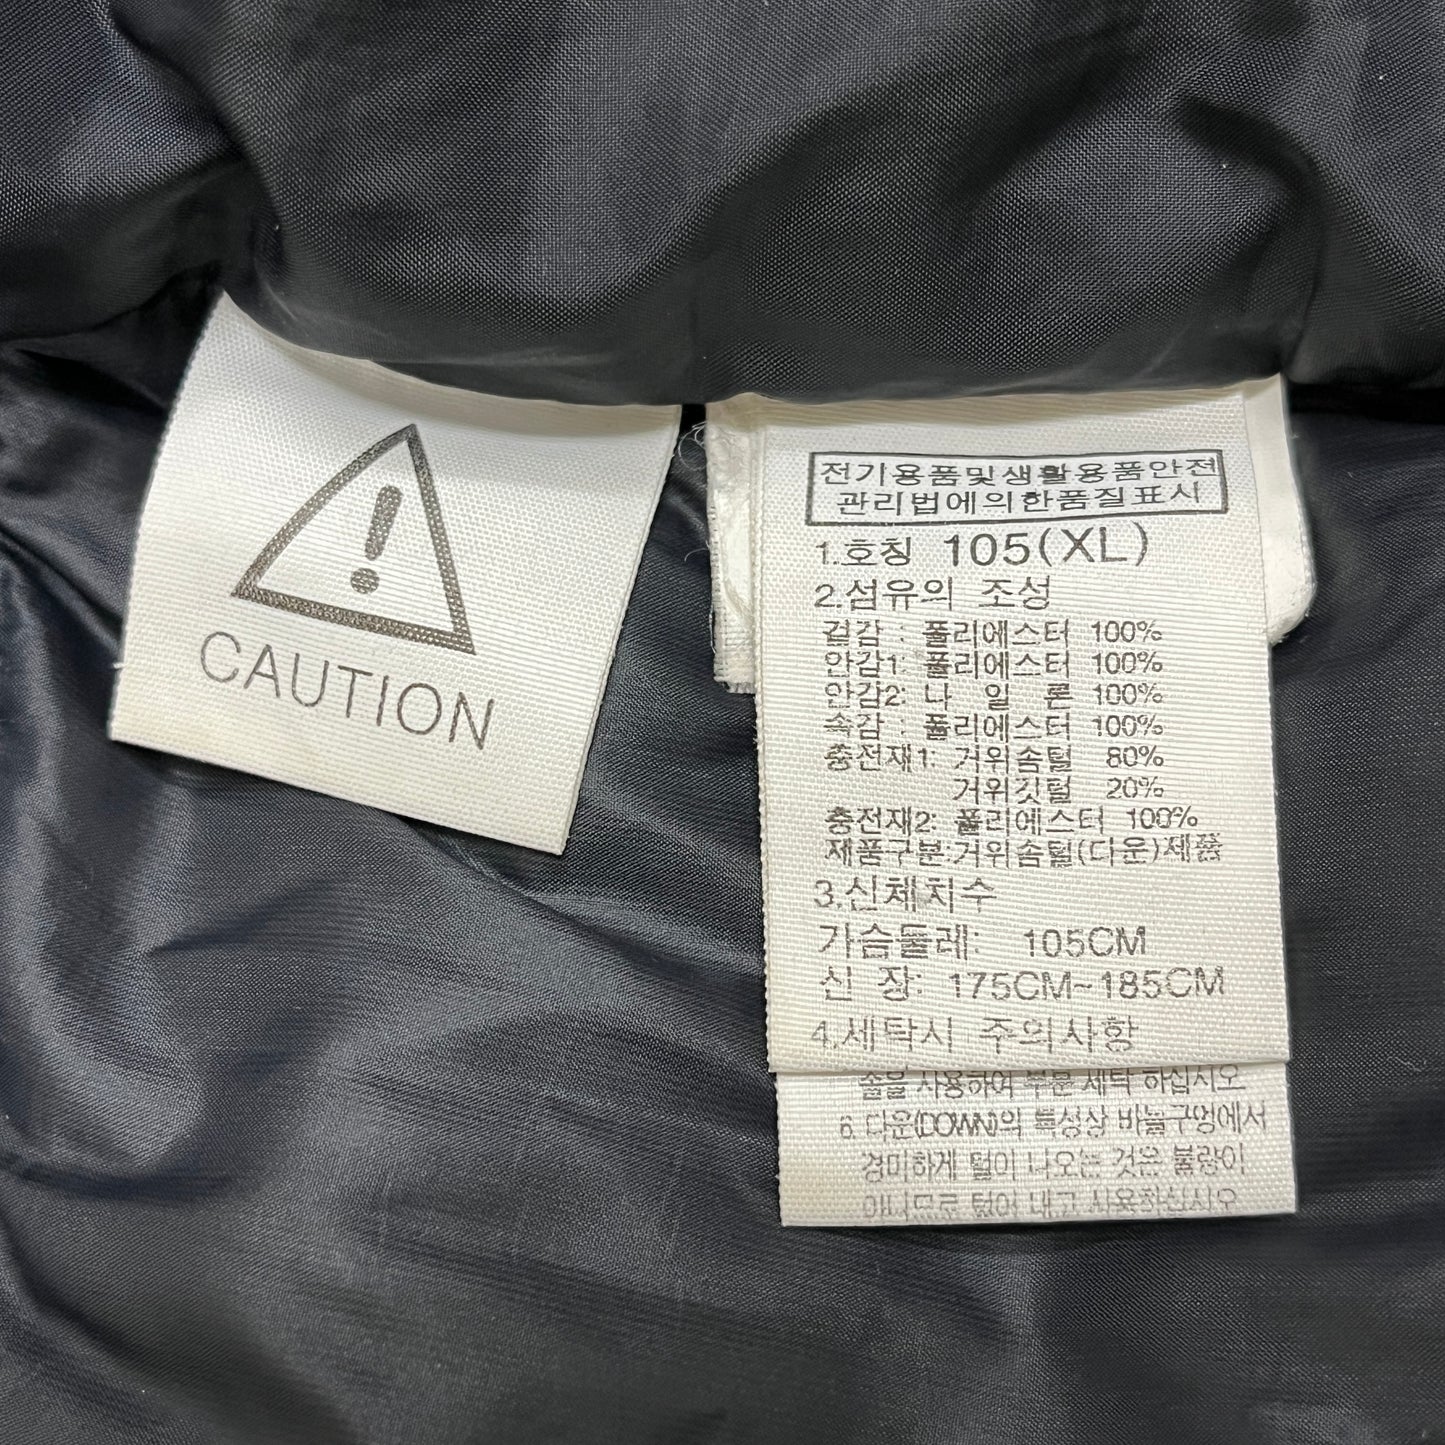 CAUTION
전기용품및생활용품안전
관리법에의한품질표시
1.호칭 105(XL)
2.섬유의 조성
겉감 : 폴리에스터 100%
안감1: 폴리에스터 100%
안감2: 나 일 론 100%
속감 : 폴리에스터 100%
충전재1: 거위솜털 80%
거위깃털 20%
충전재2: 폴리에스터 100%
제품구분:거위솜털(다운)제품
3.신체치수
가슴둘레: 105CM
신 장: 175CM~185CM
4.세탁시 주의사항
솔을 사용하여 부분 세탁 하십시오
6. 다운(DOWN)의 특성상 바늘구멍에서
경미하게 털이 나오는 것은 불량이
아니므로 털어 내고 사용하십시오